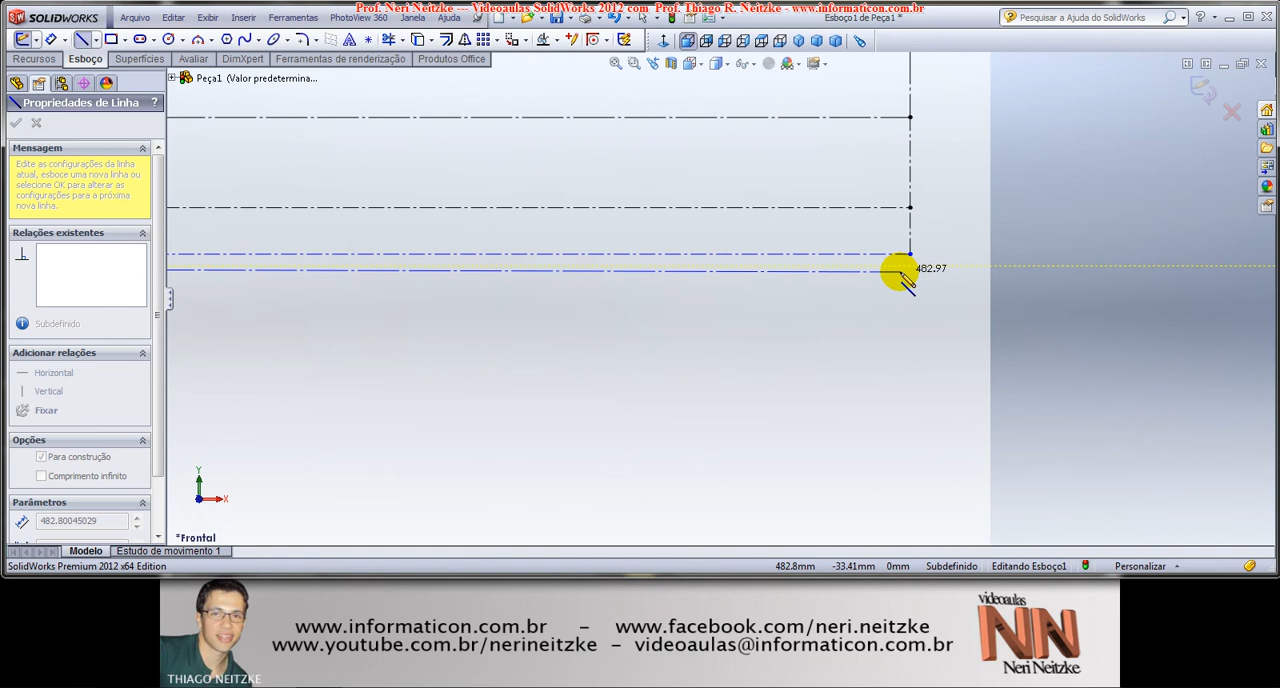 Prof. Neri Neitzke --- Videoaulas SolidWorks 2012 com Prof. Thiago R. Neitzke - www.informaticon.com.br
SOLIDWORKS
Arquivo Editar Exibir Inserir Ferramentas PhotoView 360 Janela Ajuda
Esboço1 de Peça1 *
Pesquisar a Ajuda do SolidWorks
Recursos Esboço Superfícies Avaliar DimXpert Ferramentas de renderização Produtos Office
Peça1 (Valor predetermina...
Propriedades de Linha ?
Mensagem
Edite as configurações da linha
atual, esboce uma nova linha ou
selecione OK para alterar as
configurações para a próxima
nova linha.
Relações existentes
Subdefinido
Adicionar relações
Horizontal
Vertical
Fixar
Opções
Para construção
Comprimento infinito
Parâmetros
482.80045029
482.97
Y
X
*Frontal
Modelo Estudo de movimento 1
SolidWorks Premium 2012 x64 Edition
482.8mm -33.41mm 0mm Subdefinido Editando Esboço1 Personalizar
www.informaticon.com.br - www.facebook.com/neri.neitzke
www.youtube.com.br/nerineitzke - videoaulas@informaticon.com.br
THIAGO NEITZKE
videoaulas
NN
Neri Neitzke